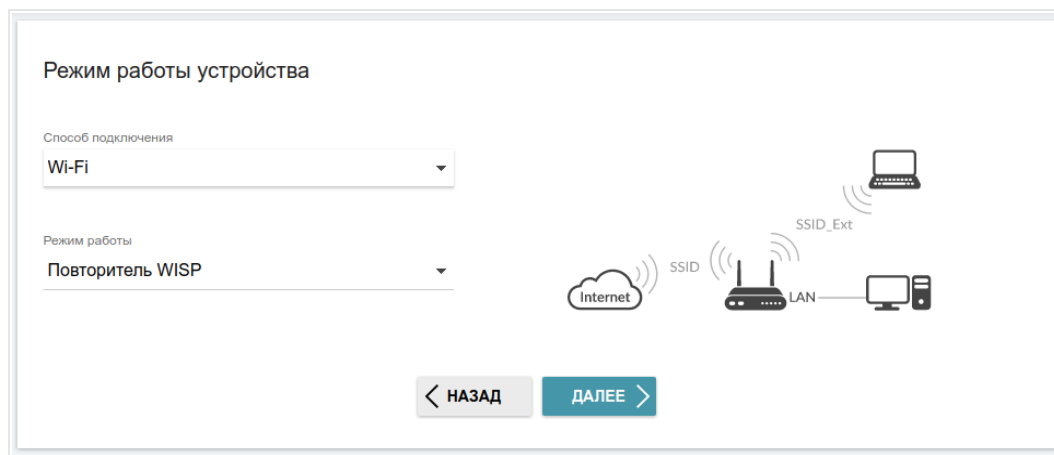 Режим работы устройства
Способ подключения
Wi-Fi
Режим работы
Повторитель WISP
SSID_Ext
SSID
Internet
LAN
НАЗАД
ДАЛЕЕ